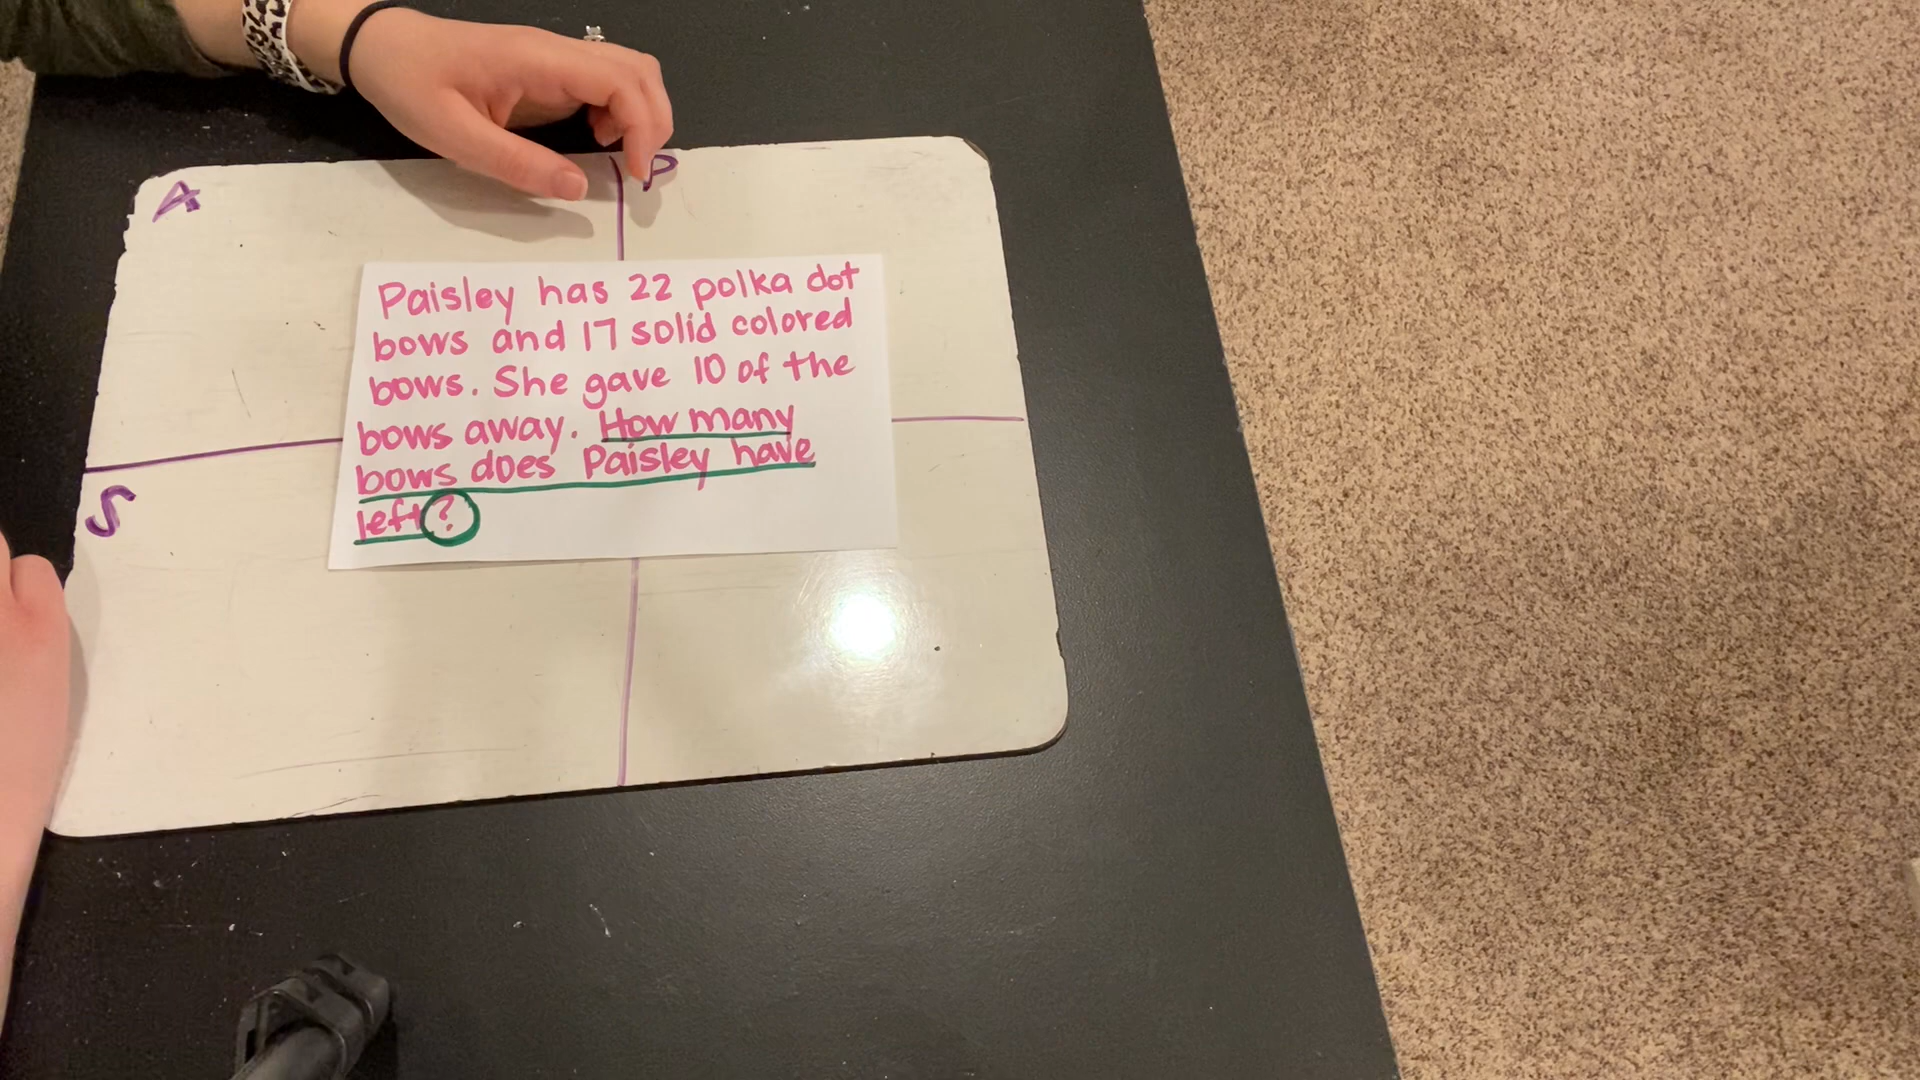 A
P
Paisley has 22 polka dot
bows and 17 solid colored
bows. She gave 10 of the
bows away. How many
bows does Paisley have
left?
S